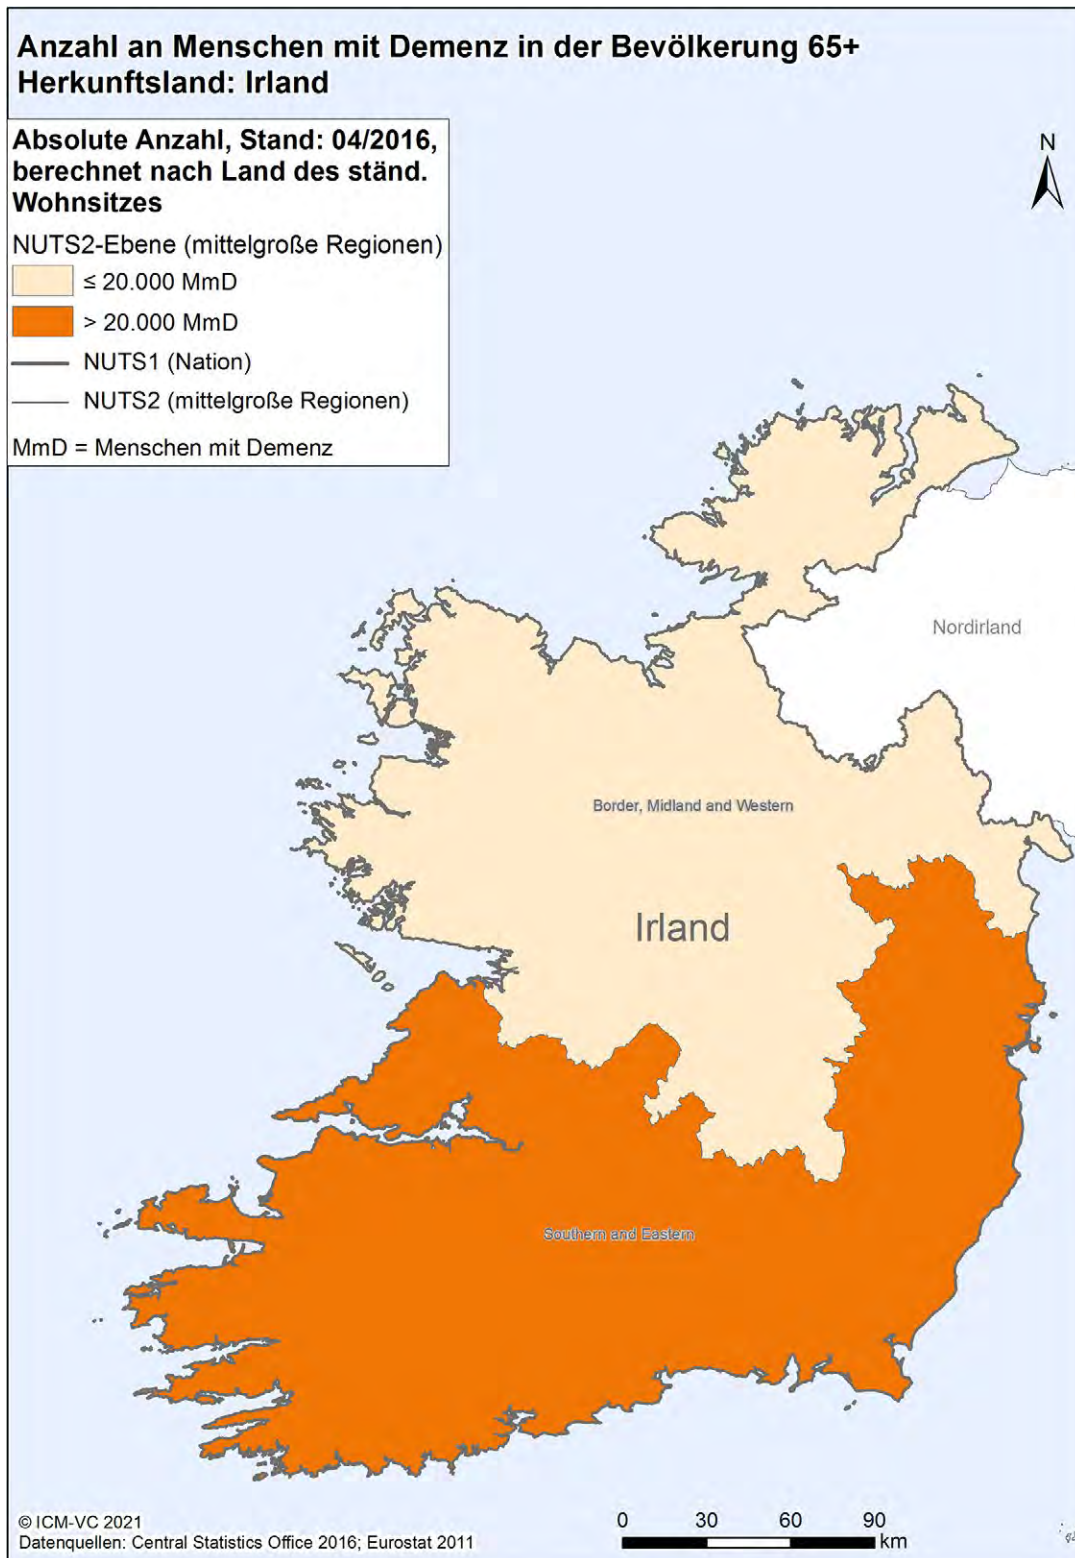 Anzahl an Menschen mit Demenz in der Bevölkerung 65+
Herkunftsland: Irland
Absolute Anzahl, Stand: 04/2016,
berechnet nach Land des ständ.
Wohnsitzes
NUTS2-Ebene (mittelgroße Regionen)
≤ 20.000 MmD
> 20.000 MmD
NUTS1 (Nation)
NUTS2 (mittelgroße Regionen)
MmD = Menschen mit Demenz
N
Nordirland
Border, Midland and Western
Irland
Southern and Eastern
© ICM-VC 2021
Datenquellen: Central Statistics Office 2016; Eurostat 2011
0 30 60 90
km